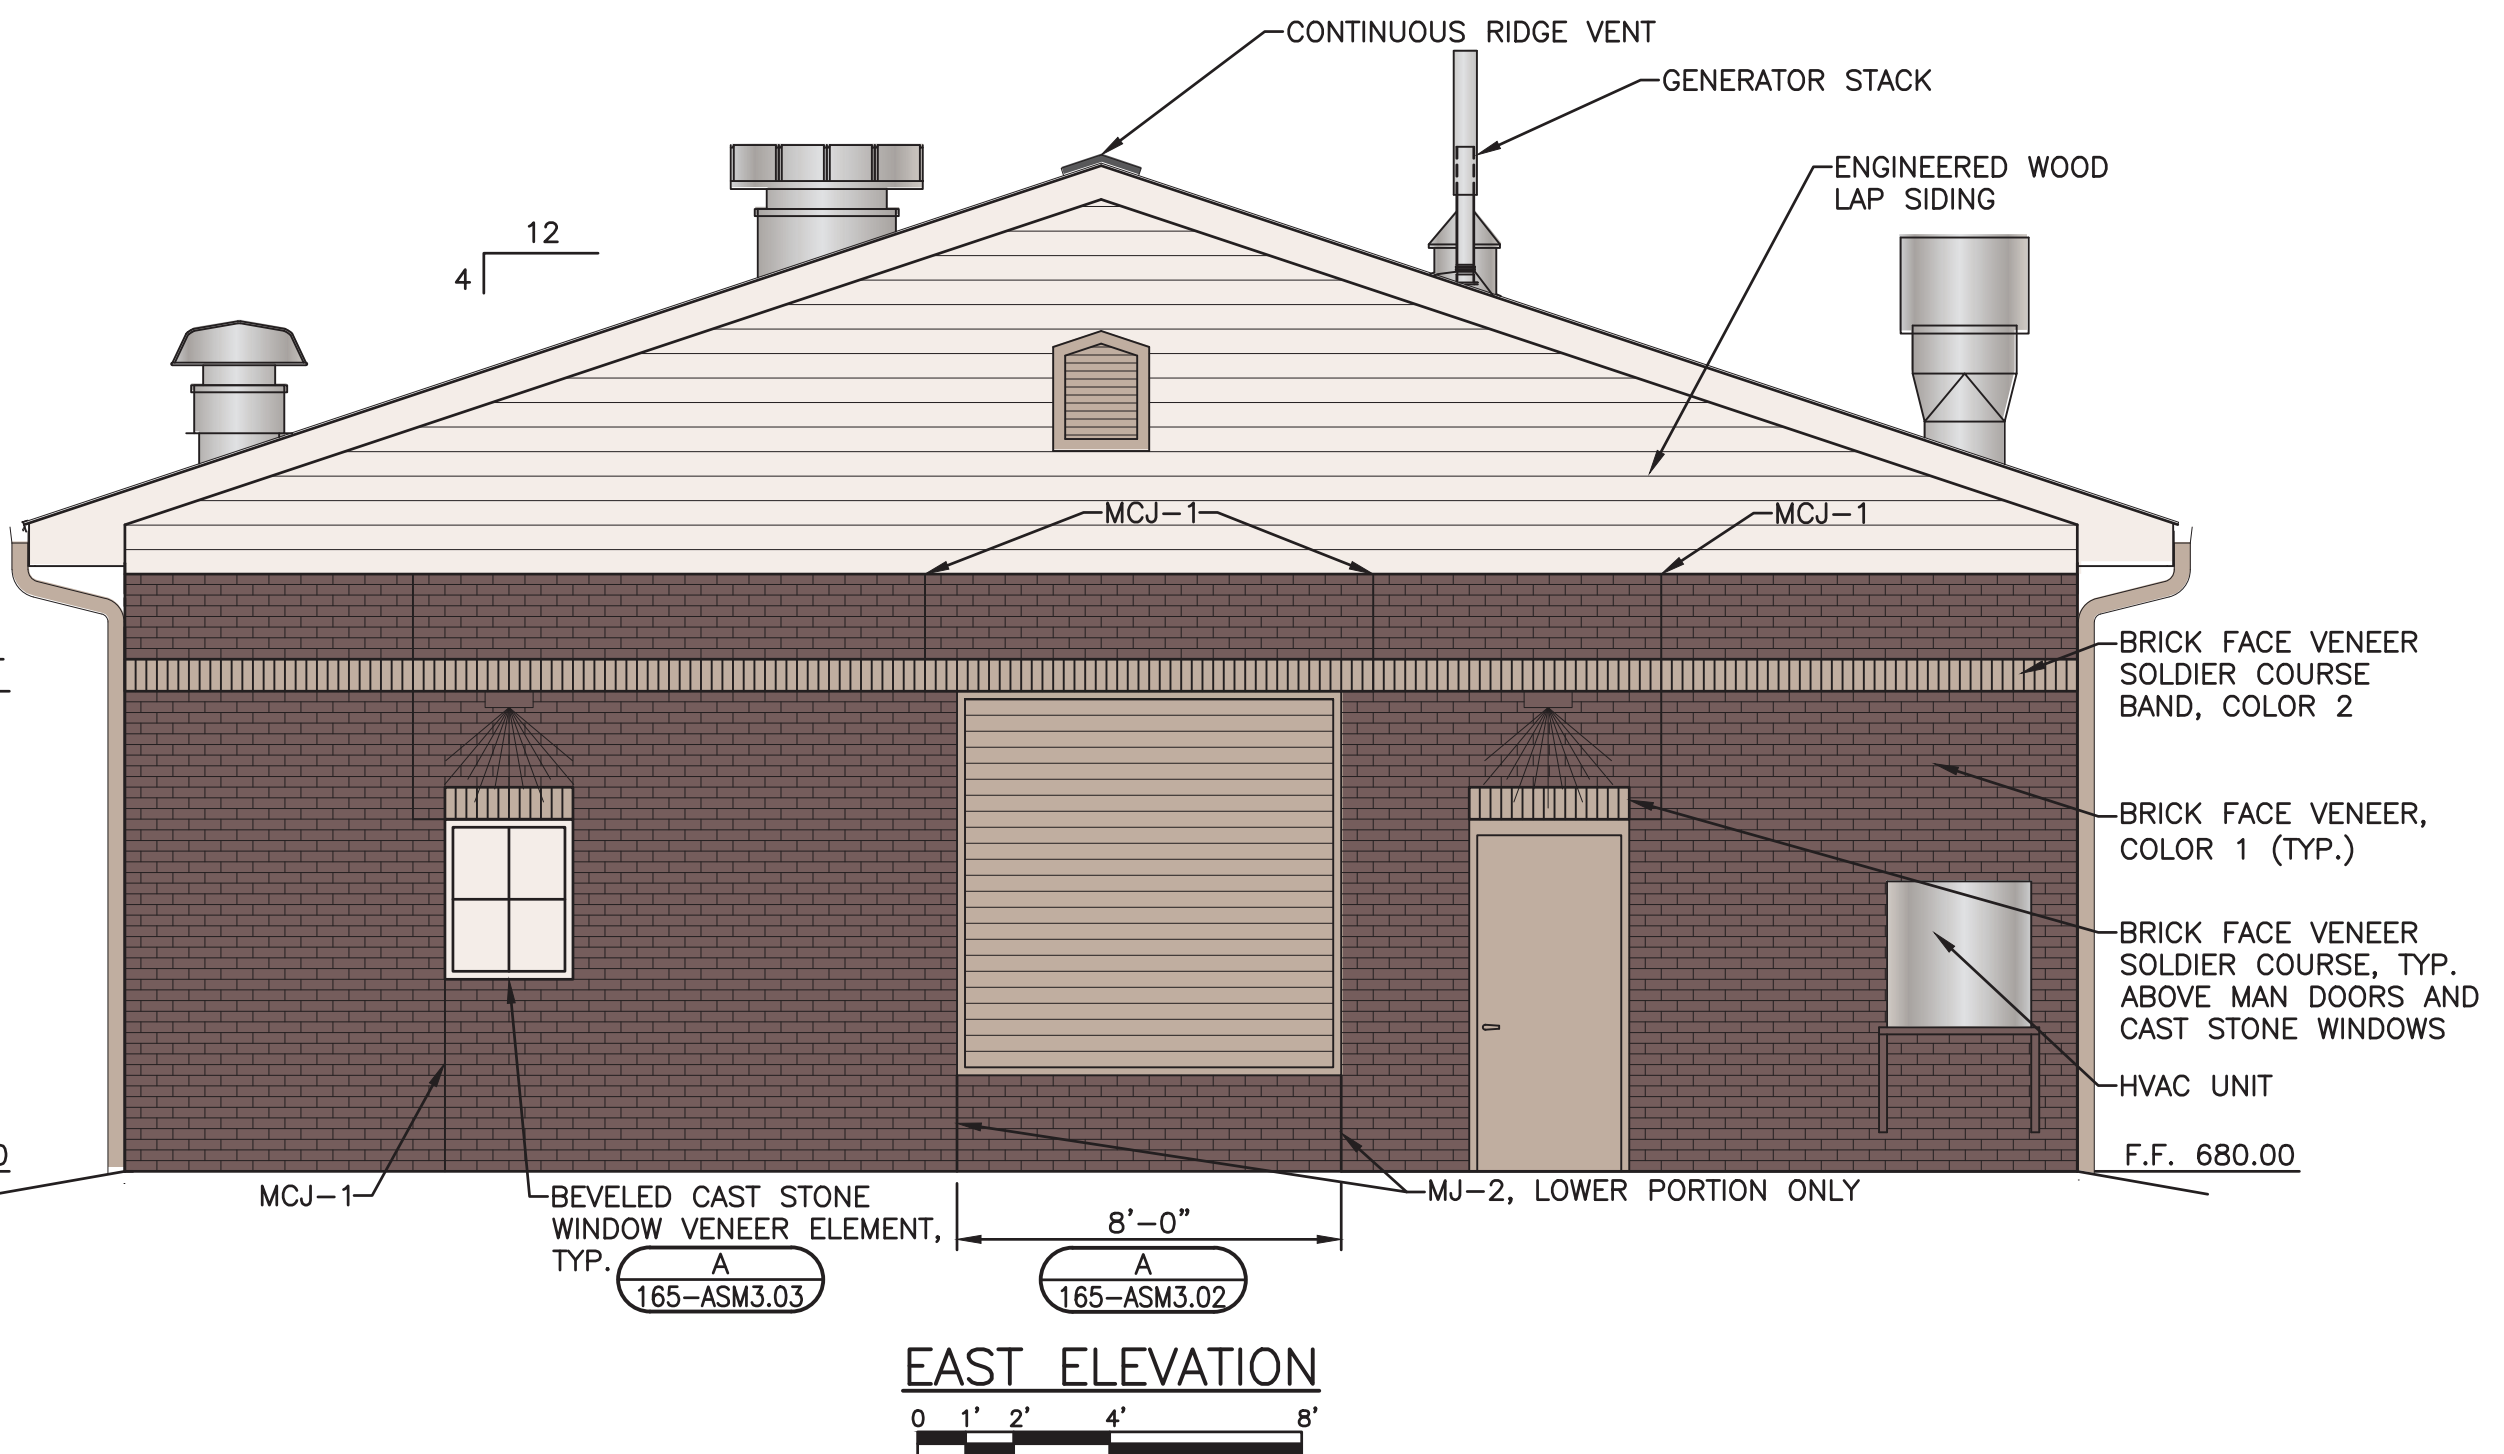 CONTINUOUS RIDGE VENT
GENERATOR STACK
ENGINEERED WOOD
LAP SIDING
12
4
MCJ-1
MCJ-1
BRICK FACE VENEER
SOLDIER COURSE
BAND, COLOR 2
BRICK FACE VENEER,
COLOR 1 (TYP.)
BRICK FACE VENEER
SOLDIER COURSE, TYP.
ABOVE MAN DOORS AND
CAST STONE WINDOWS
HVAC UNIT
F.F. 680.00
MCJ-1
BEVELED CAST STONE
WINDOW VENEER ELEMENT,
TYP.
A
165-ASM3.03
MJ-2, LOWER PORTION ONLY
8'-0"
A
165-ASM3.02
EAST ELEVATION
0 1' 2' 4' 8'